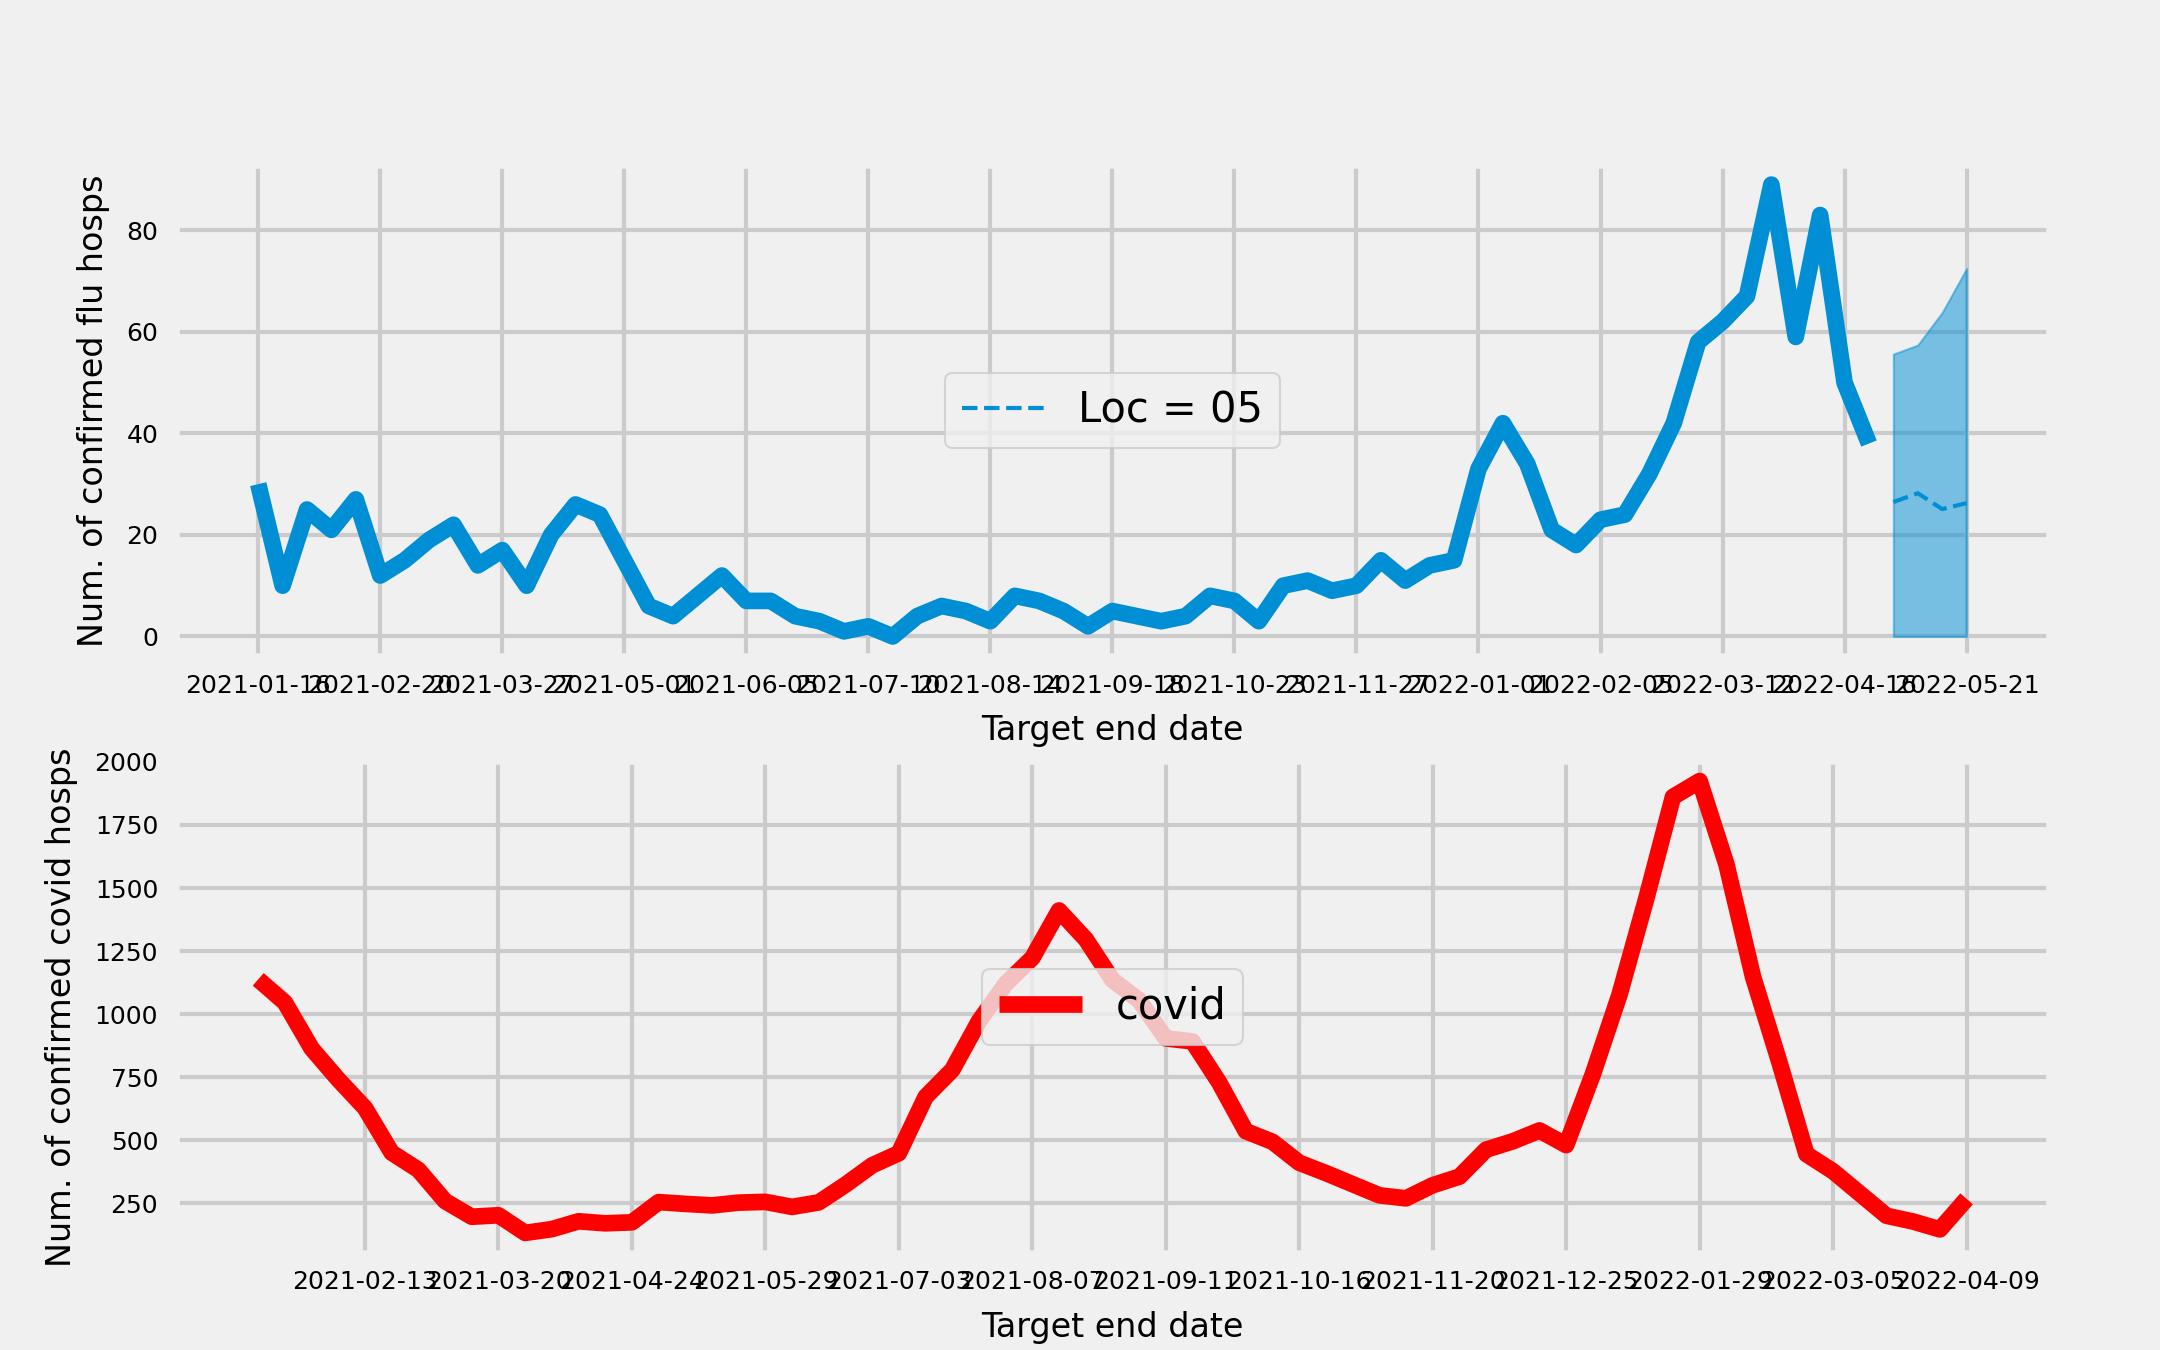 Num. of confirmed flu hosps
80
60
40
20
0
Loc = 05
2021-01-16 2021-02-20 2021-03-27 2021-05-01 2021-06-05 2021-07-10 2021-08-14 2021-09-18 2021-10-23 2021-11-27 2022-01-01 2022-02-05 2022-03-12 2022-04-16 2022-05-21
Target end date
Num. of confirmed covid hosps
2000
1750
1500
1250
1000
750
500
250
covid
2021-02-13 2021-03-20 2021-04-24 2021-05-29 2021-07-03 2021-08-07 2021-09-11 2021-10-16 2021-11-20 2021-12-25 2022-01-29 2022-03-05 2022-04-09
Target end date